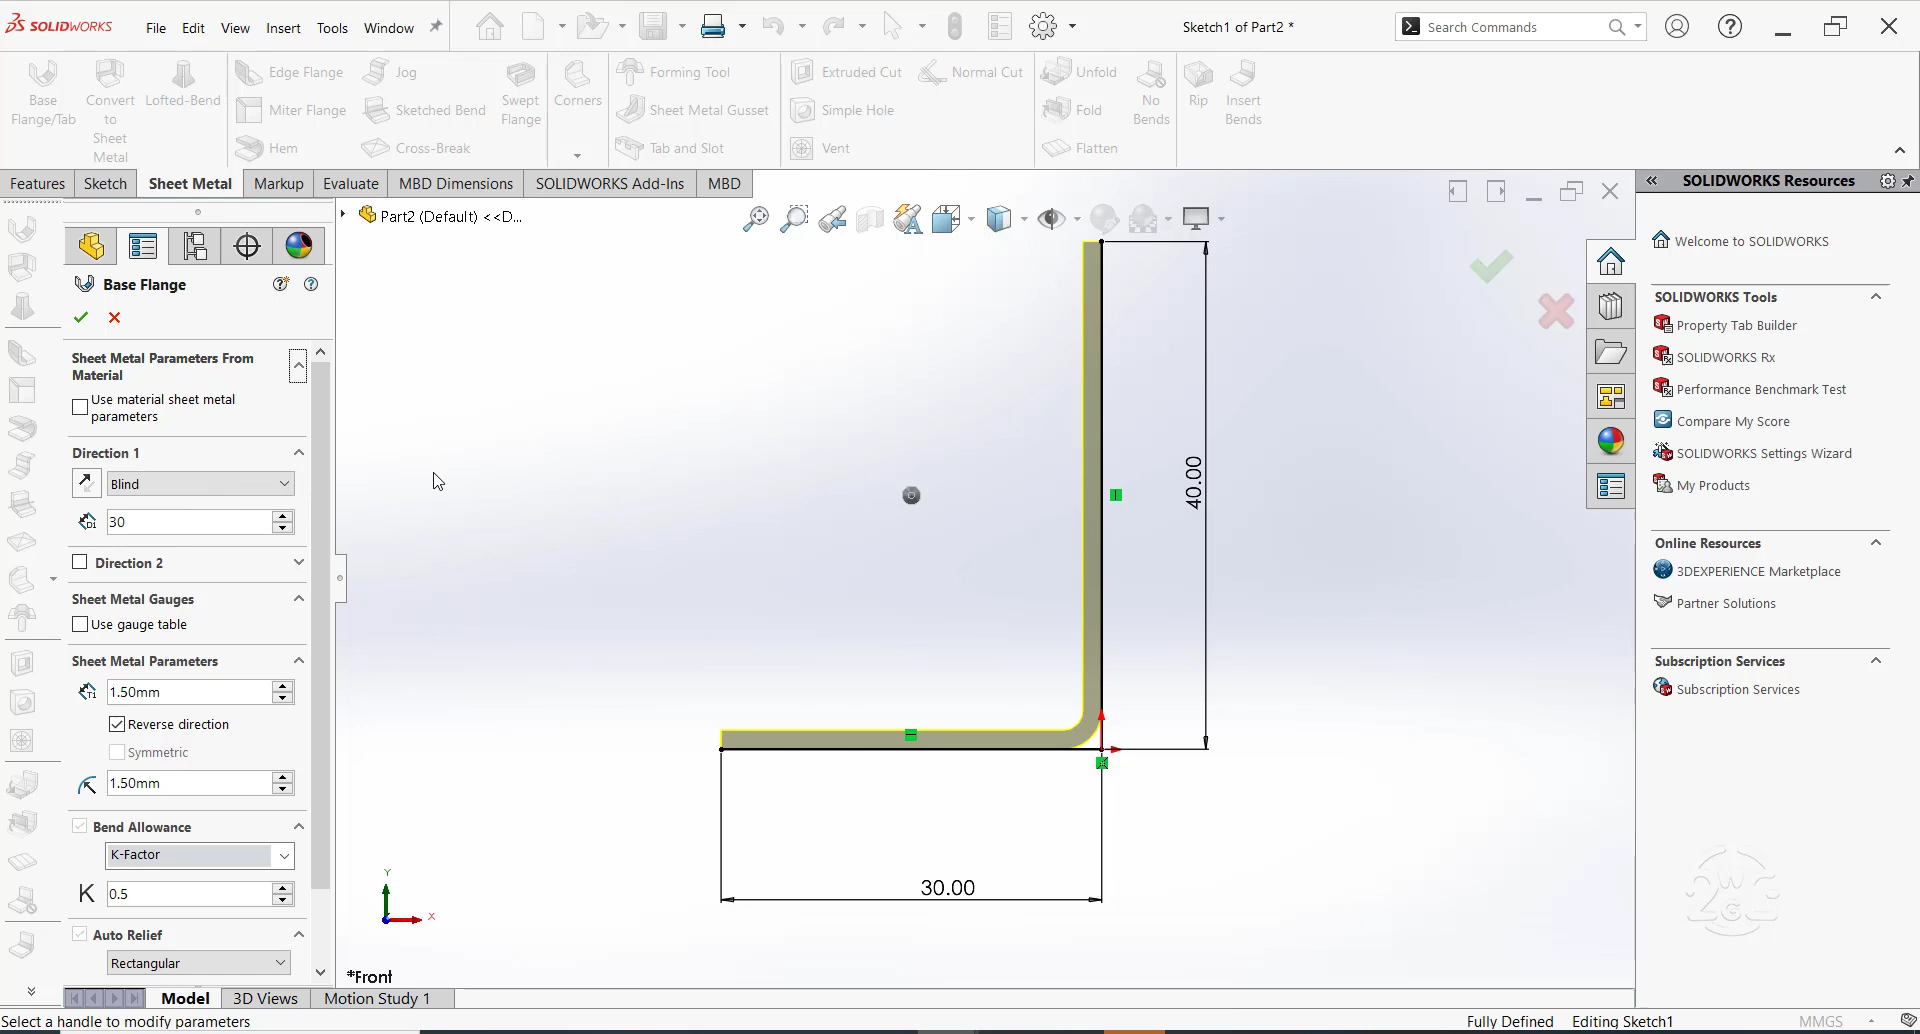 SOLIDWORKS
File Edit View Insert Tools Window
Sketch1 of Part2 *
Search Commands
Base Flange/Tab
Convert to Sheet Metal
Lofted-Bend
Edge Flange
Miter Flange
Hem
Jog
Sketched Bend
Cross-Break
Swept Flange
Corners
Forming Tool
Sheet Metal Gusset
Tab and Slot
Extruded Cut
Simple Hole
Vent
Normal Cut
Unfold
Fold
Flatten
No Bends
Rip
Insert Bends
Features Sketch Sheet Metal Markup Evaluate MBD Dimensions SOLIDWORKS Add-Ins MBD
Part2 (Default) <<D...
Base Flange
Sheet Metal Parameters From
Material
Use material sheet metal
parameters
Direction 1
Blind
D1
30
Direction 2
Sheet Metal Gauges
Use gauge table
Sheet Metal Parameters
T1
1.50mm
Reverse direction
Symmetric
1.50mm
Bend Allowance
K-Factor
K
0.5
Auto Relief
Rectangular
40.00
30.00
Y
X
*Front
SOLIDWORKS Resources
Welcome to SOLIDWORKS
SOLIDWORKS Tools
Property Tab Builder
SOLIDWORKS Rx
Performance Benchmark Test
Compare My Score
SOLIDWORKS Settings Wizard
My Products
Online Resources
3DEXPERIENCE Marketplace
Partner Solutions
Subscription Services
Subscription Services
Model 3D Views Motion Study 1
Select a handle to modify parameters
Fully Defined
Editing Sketch1
MMGS